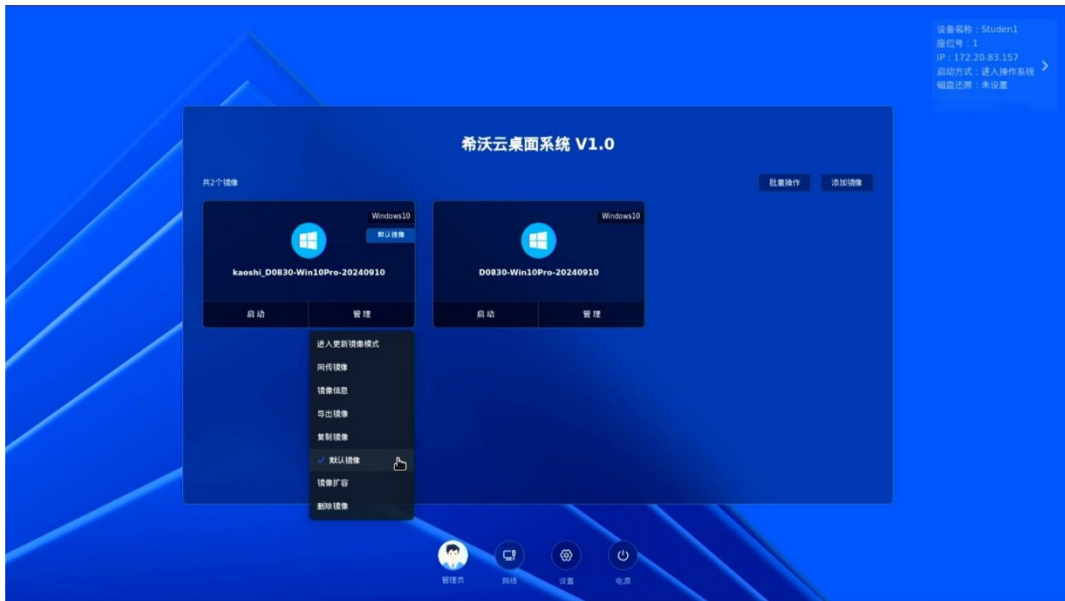 设备名称：Studen1
座位号：1
IP：172.20.83.157
启动方式：进入操作系统
磁盘还原：未设置
希沃云桌面系统 V1.0
共2个镜像
批量操作
添加镜像
Windows10
默认镜像
kaoshi_D0830-Win10Pro-20240910
启动
管理
Windows10
D0830-Win10Pro-20240910
启动
管理
进入更新镜像模式
网传镜像
镜像信息
导出镜像
复制镜像
默认镜像
镜像扩容
删除镜像
管理员
网络
设置
电源